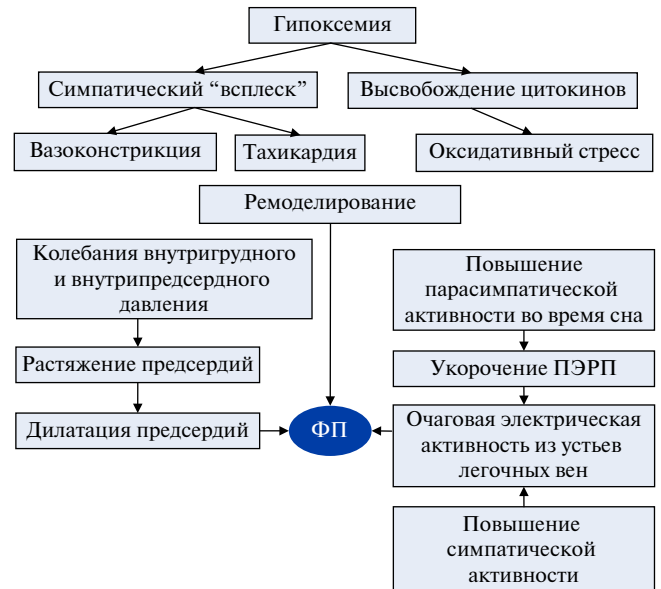 Гипоксемия
Симпатический “всплеск”
Высвобождение цитокинов
Вазоконстрикция
Тахикардия
Оксидативный стресс
Ремоделирование
Колебания внутригрудного
и внутрипредсердного
давления
Повышение
парасимпатической
активности во время сна
Растяжение предсердий
Укорочение ПЭРП
Дилатация предсердий
ФП
Очаговая электрическая
активность из устьев
легочных вен
Повышение
симпатической
активности